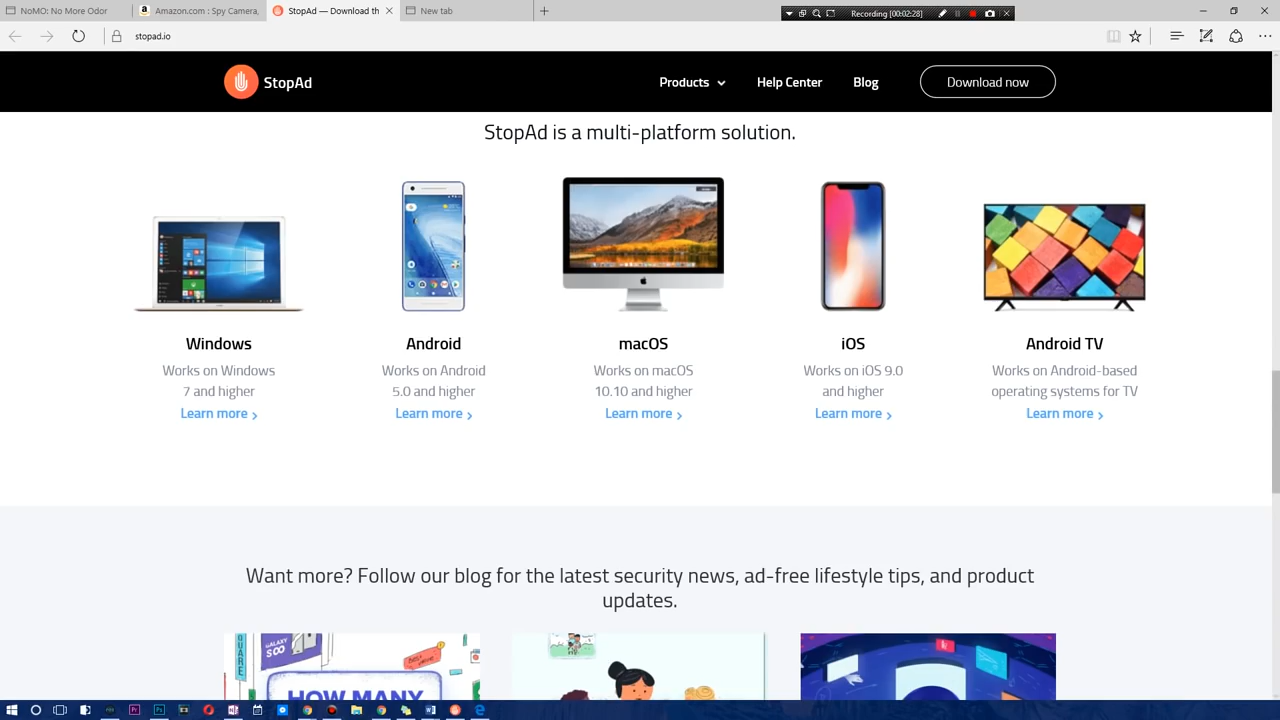 NoMO: No More Odor
Amazon.com : Spy Camera,
StopAd — Download th
New tab
Recording [00:02:28]
stopad.io
StopAd
Products
Help Center
Blog
Download now
StopAd is a multi-platform solution.
Windows
Works on Windows
7 and higher
Learn more
Android
Works on Android
5.0 and higher
Learn more
macOS
Works on macOS
10.10 and higher
Learn more
iOS
Works on iOS 9.0
and higher
Learn more
Android TV
Works on Android-based
operating systems for TV
Learn more
Want more? Follow our blog for the latest security news, ad-free lifestyle tips, and product
updates.
GALAXY
HOW MANY